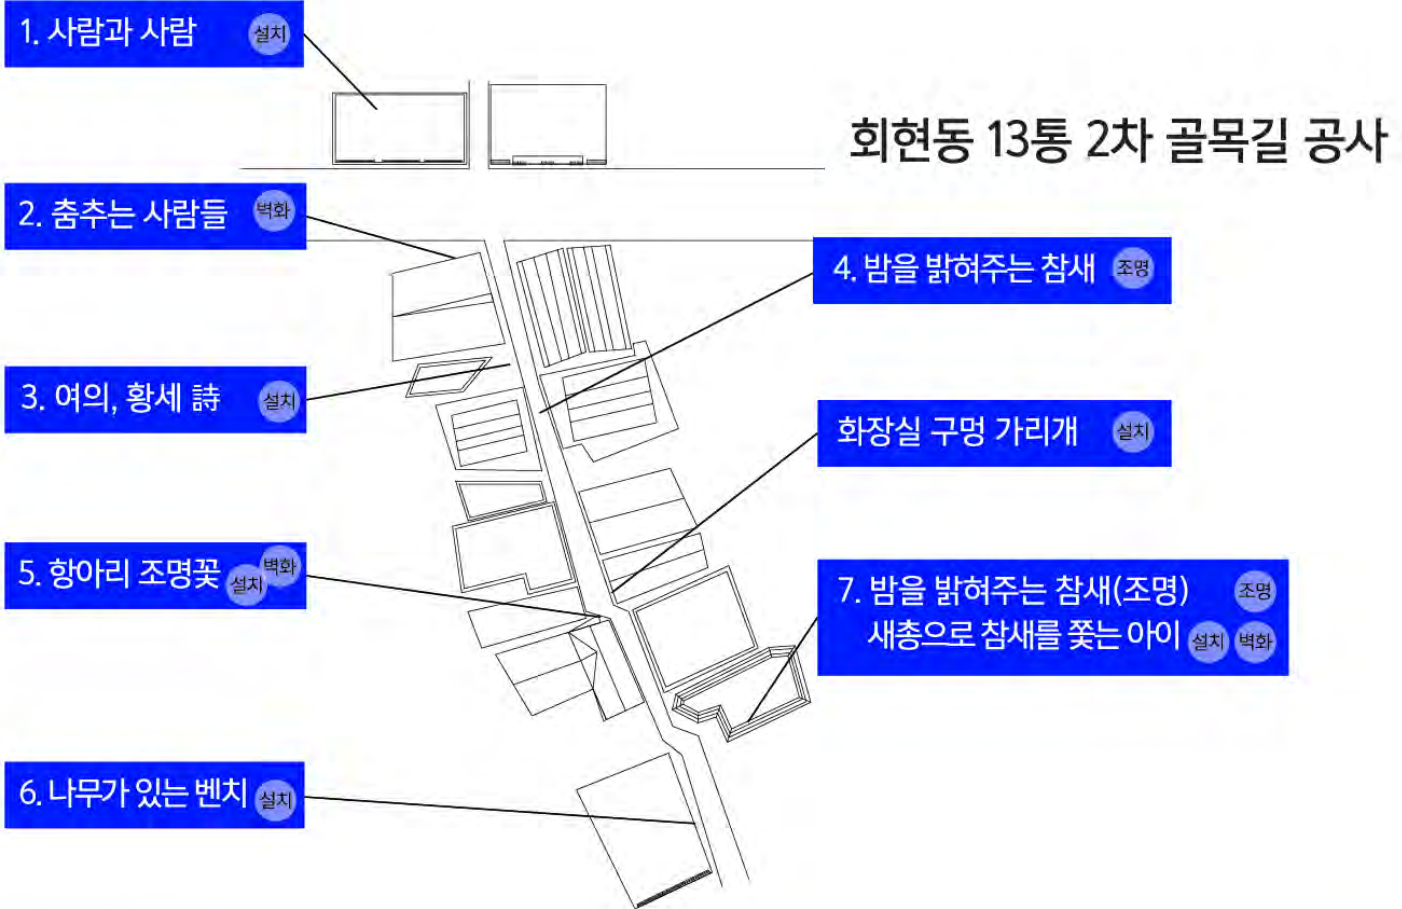 1. 사람과 사람 설치
회현동 13통 2차 골목길 공사
2. 춤추는 사람들 벽화
4. 밤을 밝혀주는 참새 조명
3. 여의, 황세 詩 설치
화장실 구멍 가리개 설치
5. 항아리 조명꽃 설치 벽화
7. 밤을 밝혀주는 참새(조명) 조명
새총으로 참새를 쫓는 아이 설치 벽화
6. 나무가 있는 벤치 설치